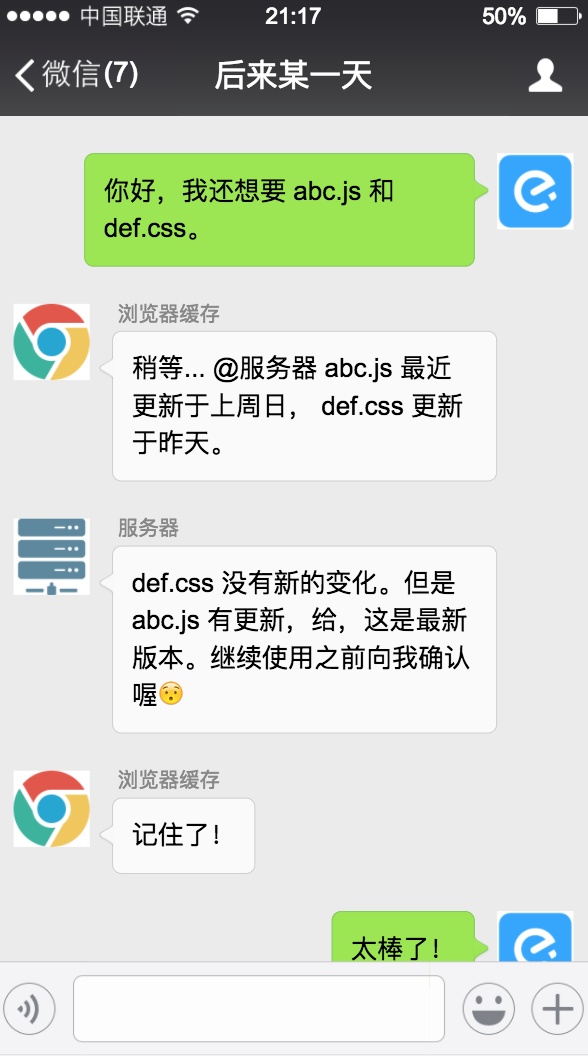 中国联通 21:17 50%
微信(7) 后来某一天
你好，我还想要 abc.js 和
def.css。
浏览器缓存
稍等... @服务器 abc.js 最近
更新于上周日， def.css 更新
于昨天。
服务器
def.css 没有新的变化。但是
abc.js 有更新，给，这是最新
版本。继续使用之前向我确认
喔😯
浏览器缓存
记住了！
太棒了！